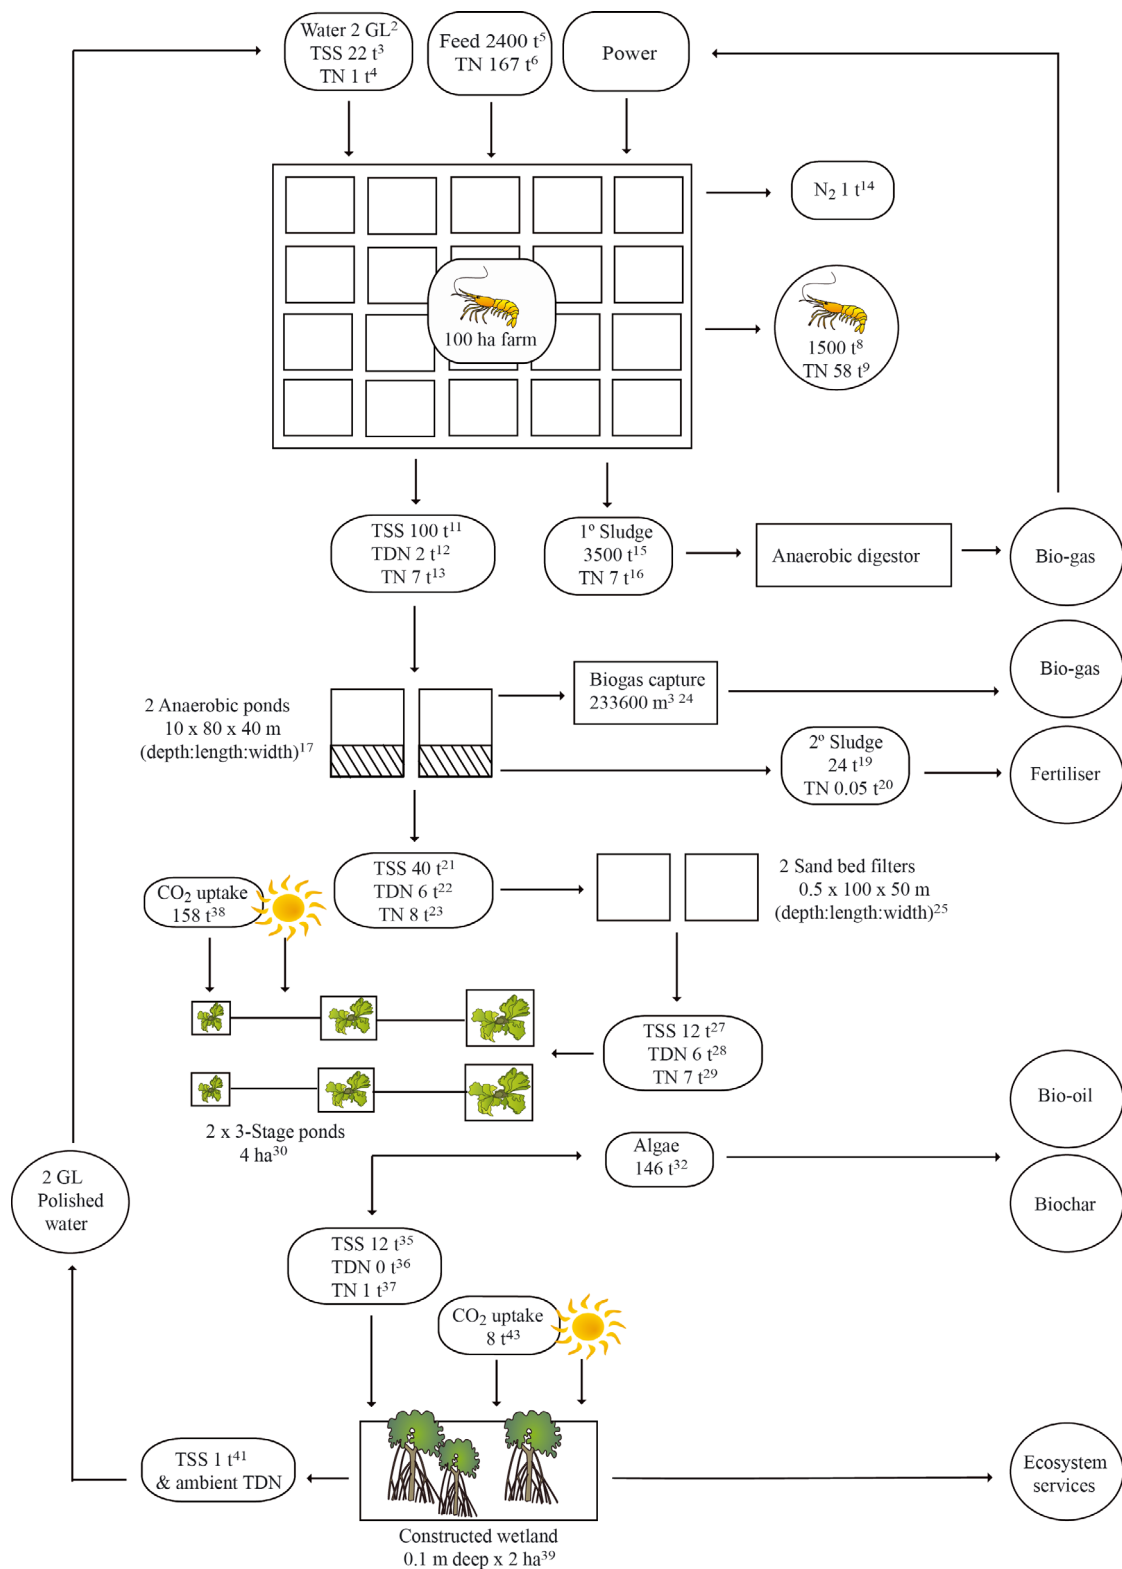 Water 2 GL²
TSS 22 t³
TN 1 t⁴
Feed 2400 t⁵
TN 167 t⁶
Power
N₂ 1 t¹⁴
100 ha farm
1500 t⁸
TN 58 t⁹
TSS 100 t¹¹
TDN 2 t¹²
TN 7 t¹³
1º Sludge
3500 t¹⁵
TN 7 t¹⁶
Anaerobic digestor
Bio-gas
2 Anaerobic ponds
10 x 80 x 40 m
(depth:length:width)¹⁷
Biogas capture
233600 m³ ²⁴
Bio-gas
2º Sludge
24 t¹⁹
TN 0.05 t²⁰
Fertiliser
CO₂ uptake
158 t³⁸
TSS 40 t²¹
TDN 6 t²²
TN 8 t²³
2 Sand bed filters
0.5 x 100 x 50 m
(depth:length:width)²⁵
TSS 12 t²⁷
TDN 6 t²⁸
TN 7 t²⁹
2 x 3-Stage ponds
4 ha³⁰
Algae
146 t³²
Bio-oil
Biochar
2 GL
Polished
water
TSS 12 t³⁵
TDN 0 t³⁶
TN 1 t³⁷
CO₂ uptake
8 t⁴³
TSS 1 t⁴¹
& ambient TDN
Constructed wetland
0.1 m deep x 2 ha³⁹
Ecosystem
services